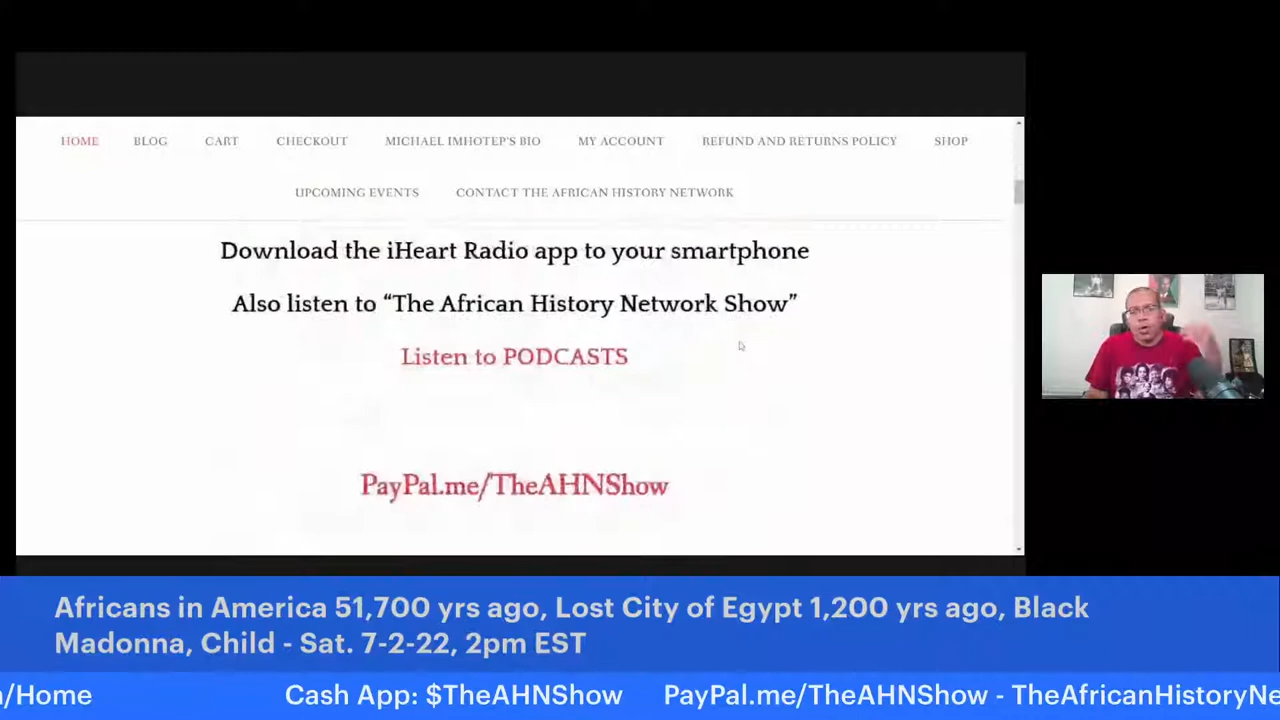 HOME BLOG CART CHECKOUT MICHAEL IMHOTEP'S BIO MY ACCOUNT REFUND AND RETURNS POLICY SHOP
UPCOMING EVENTS CONTACT THE AFRICAN HISTORY NETWORK
Download the iHeart Radio app to your smartphone
Also listen to “The African History Network Show”
Listen to PODCASTS
PayPal.me/TheAHNShow
Africans in America 51,700 yrs ago, Lost City of Egypt 1,200 yrs ago, Black
Madonna, Child - Sat. 7-2-22, 2pm EST
/Home Cash App: $TheAHNShow PayPal.me/TheAHNShow - TheAfricanHistoryNe